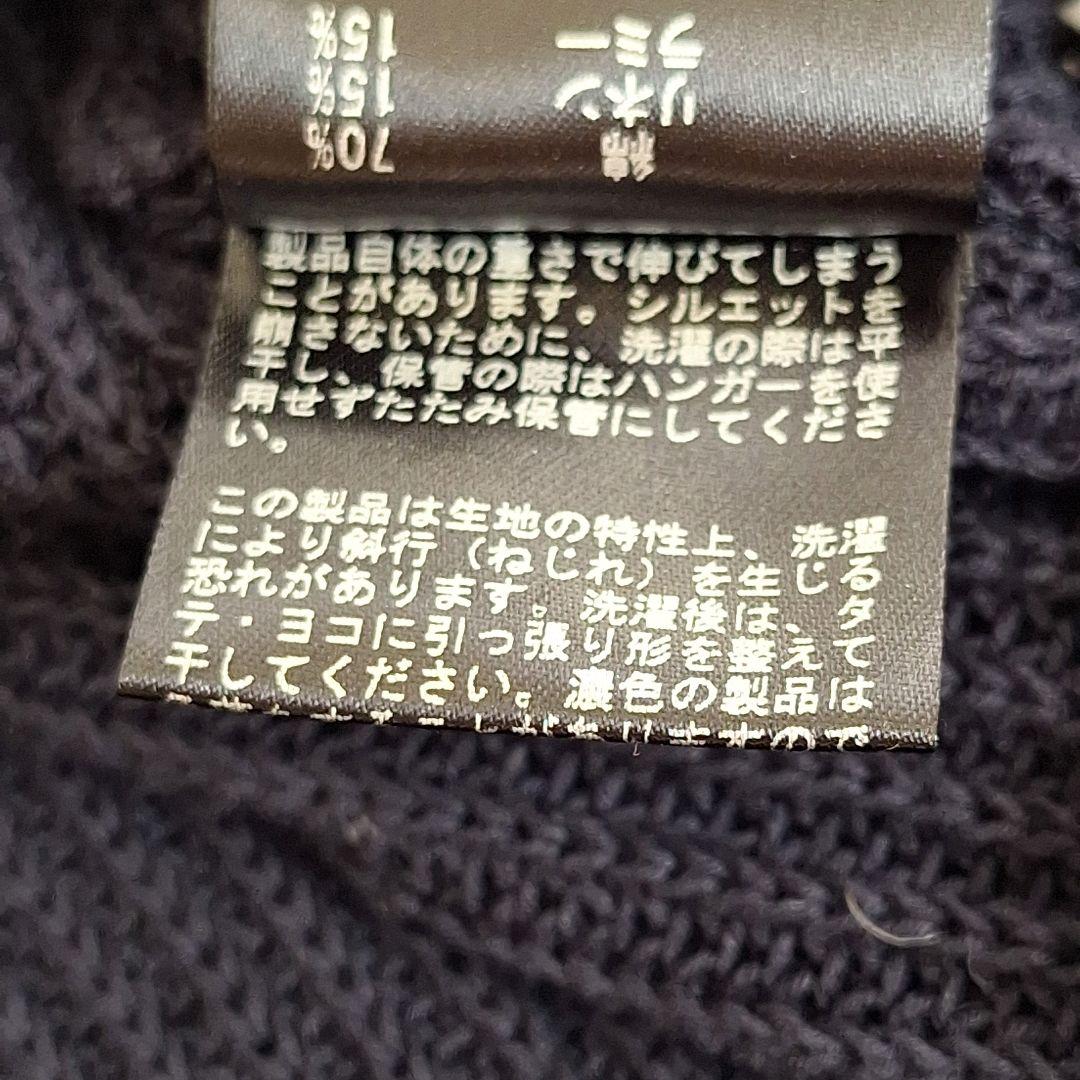 綿 70%
リネン 15%
ラミー 15%
製品自体の重さで伸びてしまう
ことがあります。シルエットを
崩さないために、洗濯の際は平
干し、保管の際はハンガーを使
用せずたたみ保管にしてくださ
い。
この製品は生地の特性上、洗濯
により斜行（ねじれ）を生じる
恐れがあります。洗濯後は、タ
テ・ヨコに引っ張り形を整えて
干してください。濃色の製品は